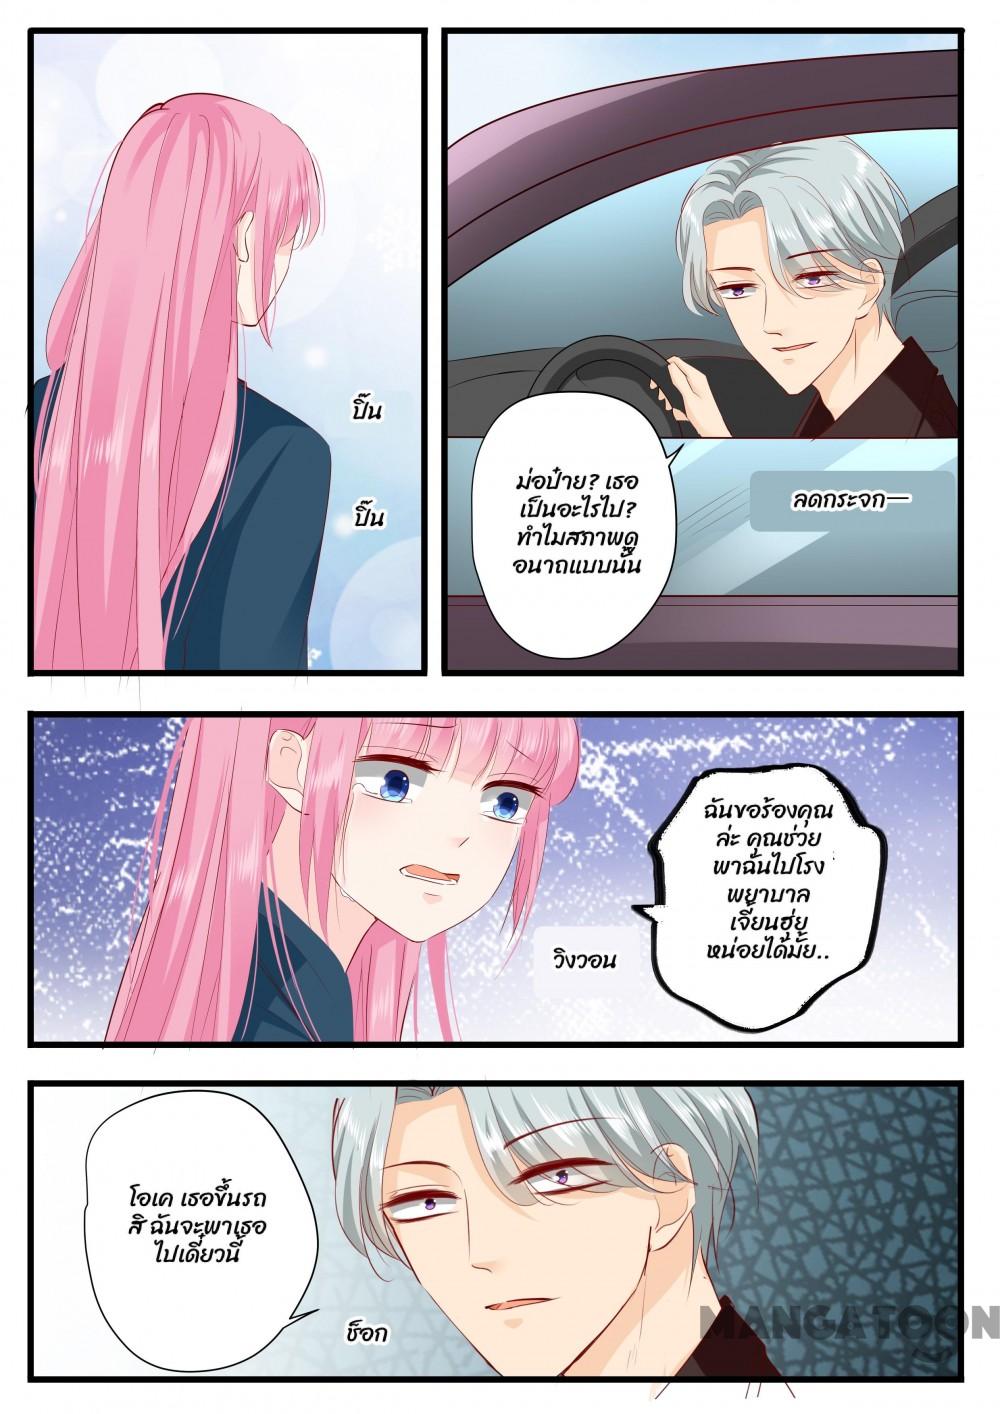 ปิ๊น
ปิ๊น
ม่อป๋าย? เธอ
เป็นอะไรไป?
ทำไมสภาพดู
อนาถแบบนั้น
ลดกระจก—
ฉันขอร้องคุณ
ล่ะ คุณช่วย
พาฉันไปโรง
พยาบาล
เจี้ยนฮุ่ย
หน่อยได้มั้ย..
วิงวอน
โอเค เธอขึ้นรถ
สิ ฉันจะพาเธอ
ไปเดี๋ยวนี้
ช็อก
MANGATOON